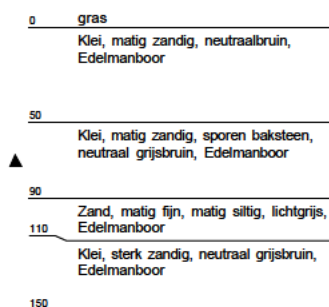 0 gras
Klei, matig zandig, neutraalbruin,
Edelmanboor
50
Klei, matig zandig, sporen baksteen,
neutraal grijsbruin, Edelmanboor
90
Zand, matig fijn, matig siltig, lichtgrijs,
Edelmanboor
110
Klei, sterk zandig, neutraal grijsbruin,
Edelmanboor
150